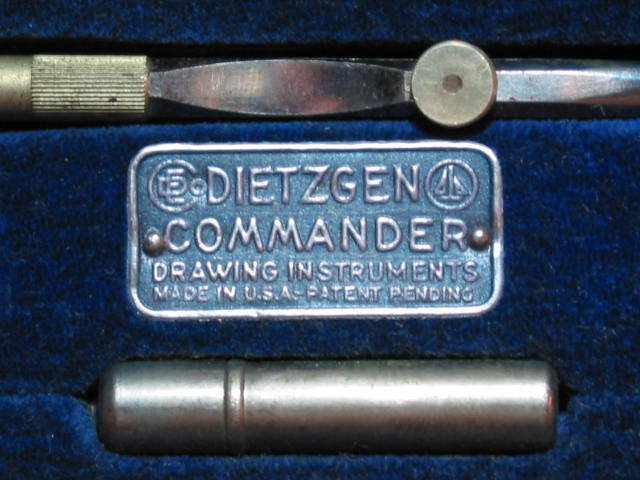 DIETZGEN
COMMANDER
DRAWING INSTRUMENTS
MADE IN U.S.A-PATENT PENDING